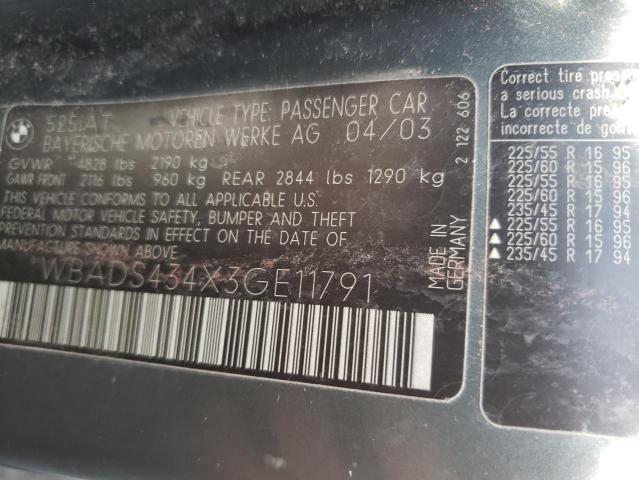 BMW
525iAT VEHICLE TYPE: PASSENGER CAR
BAYERISCHE MOTOREN WERKE AG 04/03
GVWR 4828 lbs 2190 kg
GAWR FRONT 2116 lbs 960 kg REAR 2844 lbs 1290 kg
THIS VEHICLE CONFORMS TO ALL APPLICABLE
FEDERAL MOTOR VEHICLE SAFETY, BUMPER AND THEFT
PREVENTION STANDARDS IN EFFECT ON THE DATE OF
MANUFACTURE SHOWN ABOVE.
WBADS434X3GE11791
2 122 606
MADE IN
GERMANY
Correct tire
a serious crash
La correcte
incorrecte de
225/55 R 16 95
225/60 R 15 96
225/55 R 16 95
225/60 R 15 96
235/45 R 17 94
▲ 225/55 R 16 95
▲ 225/60 R 15 96
▲ 235/45 R 17 94